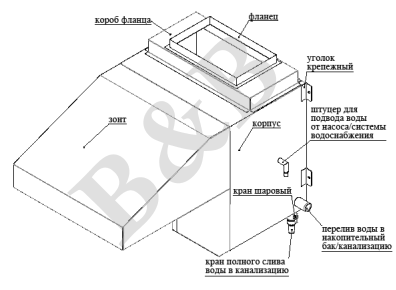 короб фланца
фланец
уголок
крепежный
штуцер для
подвода воды
от насоса/системы
водоснабжения
зонт
корпус
кран шаровый
перелив воды в
накопительный
бак/канализацию
кран полного слива
воды в канализацию
B&B